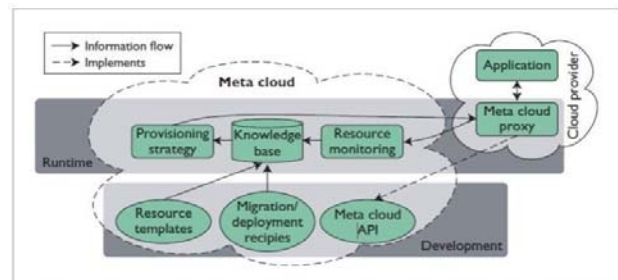 Information flow
Implements
Meta cloud
Application
Cloud provider
Meta cloud
proxy
Provisioning
strategy
Knowledge
base
Resource
monitoring
Runtime
Resource
templates
Migration/
deployment
recipies
Meta cloud
API
Development